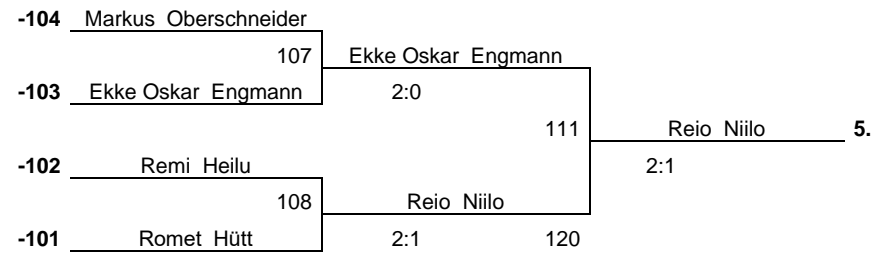 -104 Markus Oberschneider
107 Ekke Oskar Engmann
-103 Ekke Oskar Engmann 2:0
111 Reio Niilo 5.
-102 Remi Heilu 2:1
108 Reio Niilo
-101 Romet Hütt 2:1 120